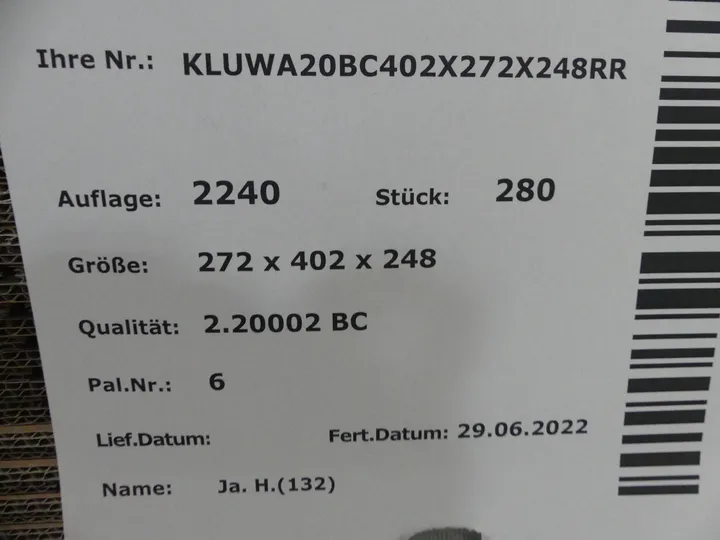 Ihre Nr.: KLUWA20BC402X272X248RR
Auflage: 2240 Stück: 280
Größe: 272 x 402 x 248
Qualität: 2.20002 BC
Pal.Nr.: 6
Lief.Datum: Fert.Datum: 29.06.2022
Name: Ja. H.(132)